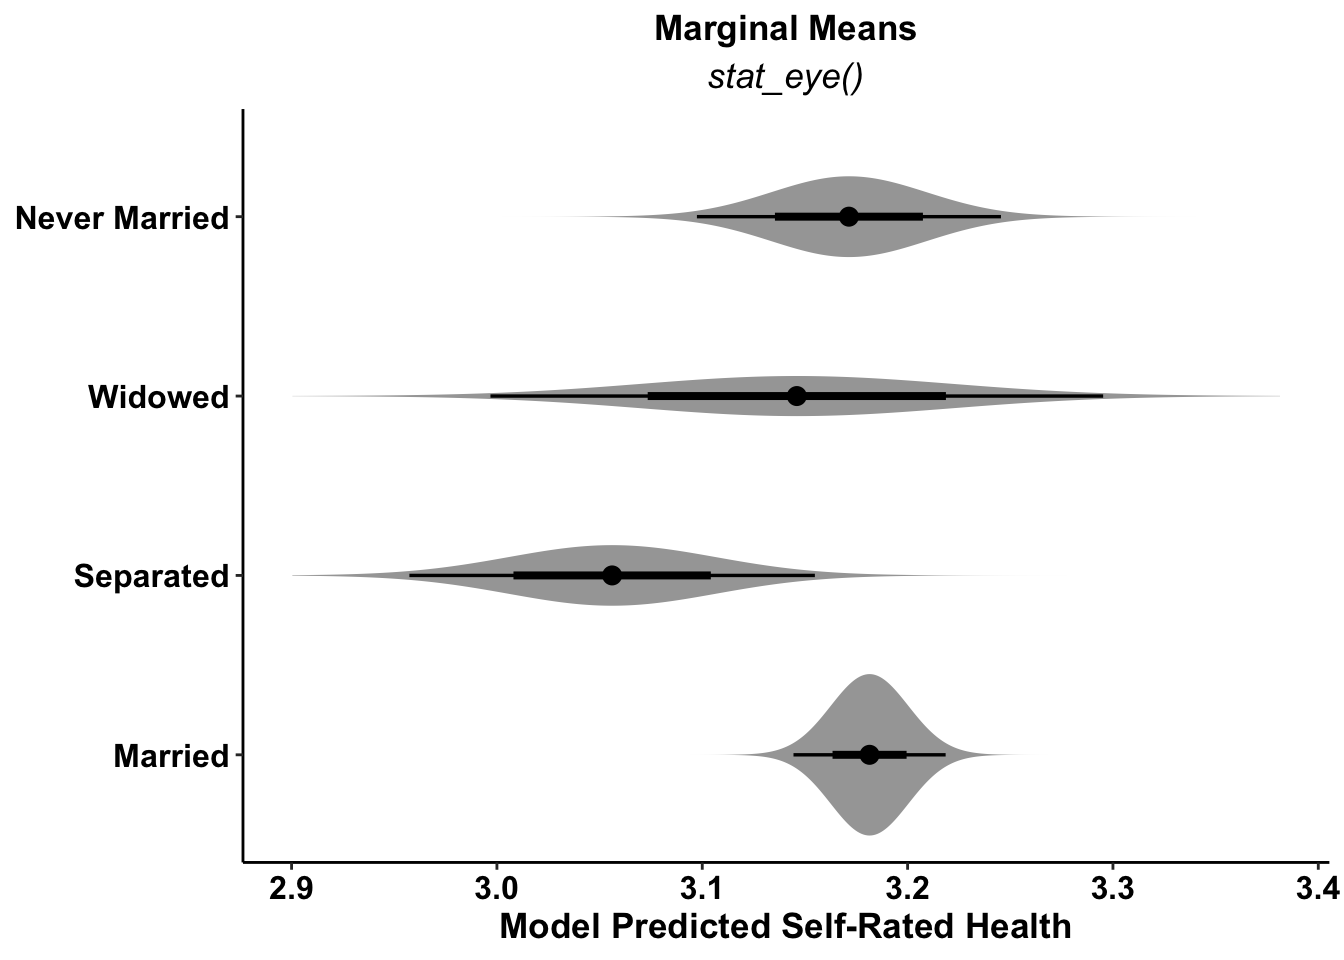 Marginal Means
stat_eye()
Never Married
Widowed
Separated
Married
2.9 3.0 3.1 3.2 3.3 3.4
Model Predicted Self-Rated Health